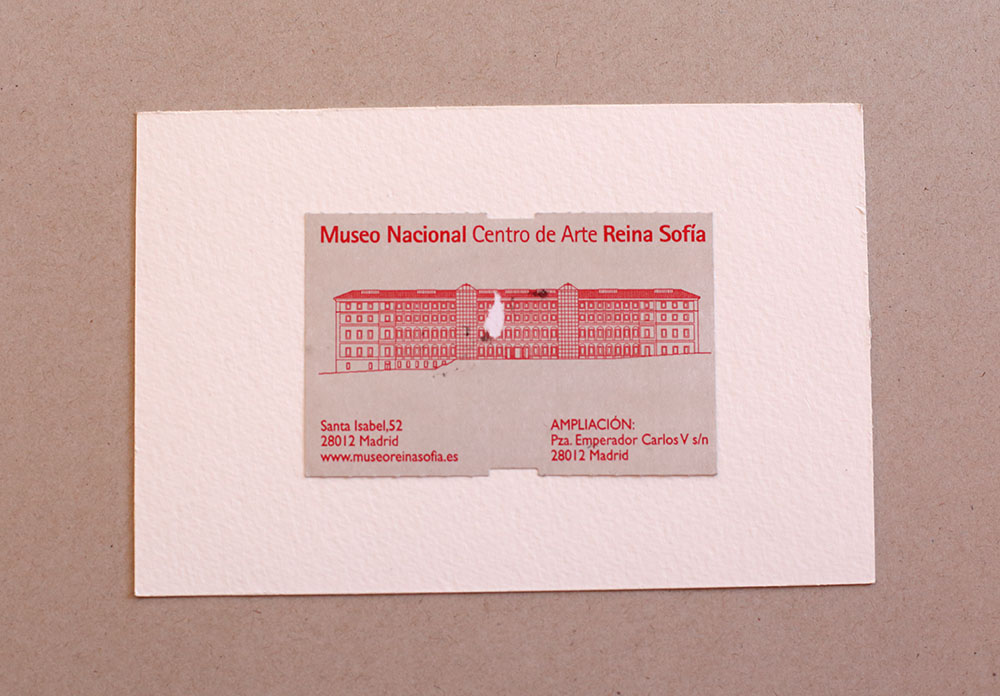 Museo Nacional Centro de Arte Reina Sofía
Santa Isabel,52
28012 Madrid
www.museoreinasofia.es
AMPLIACIÓN:
Pza. Emperador Carlos V s/n
28012 Madrid